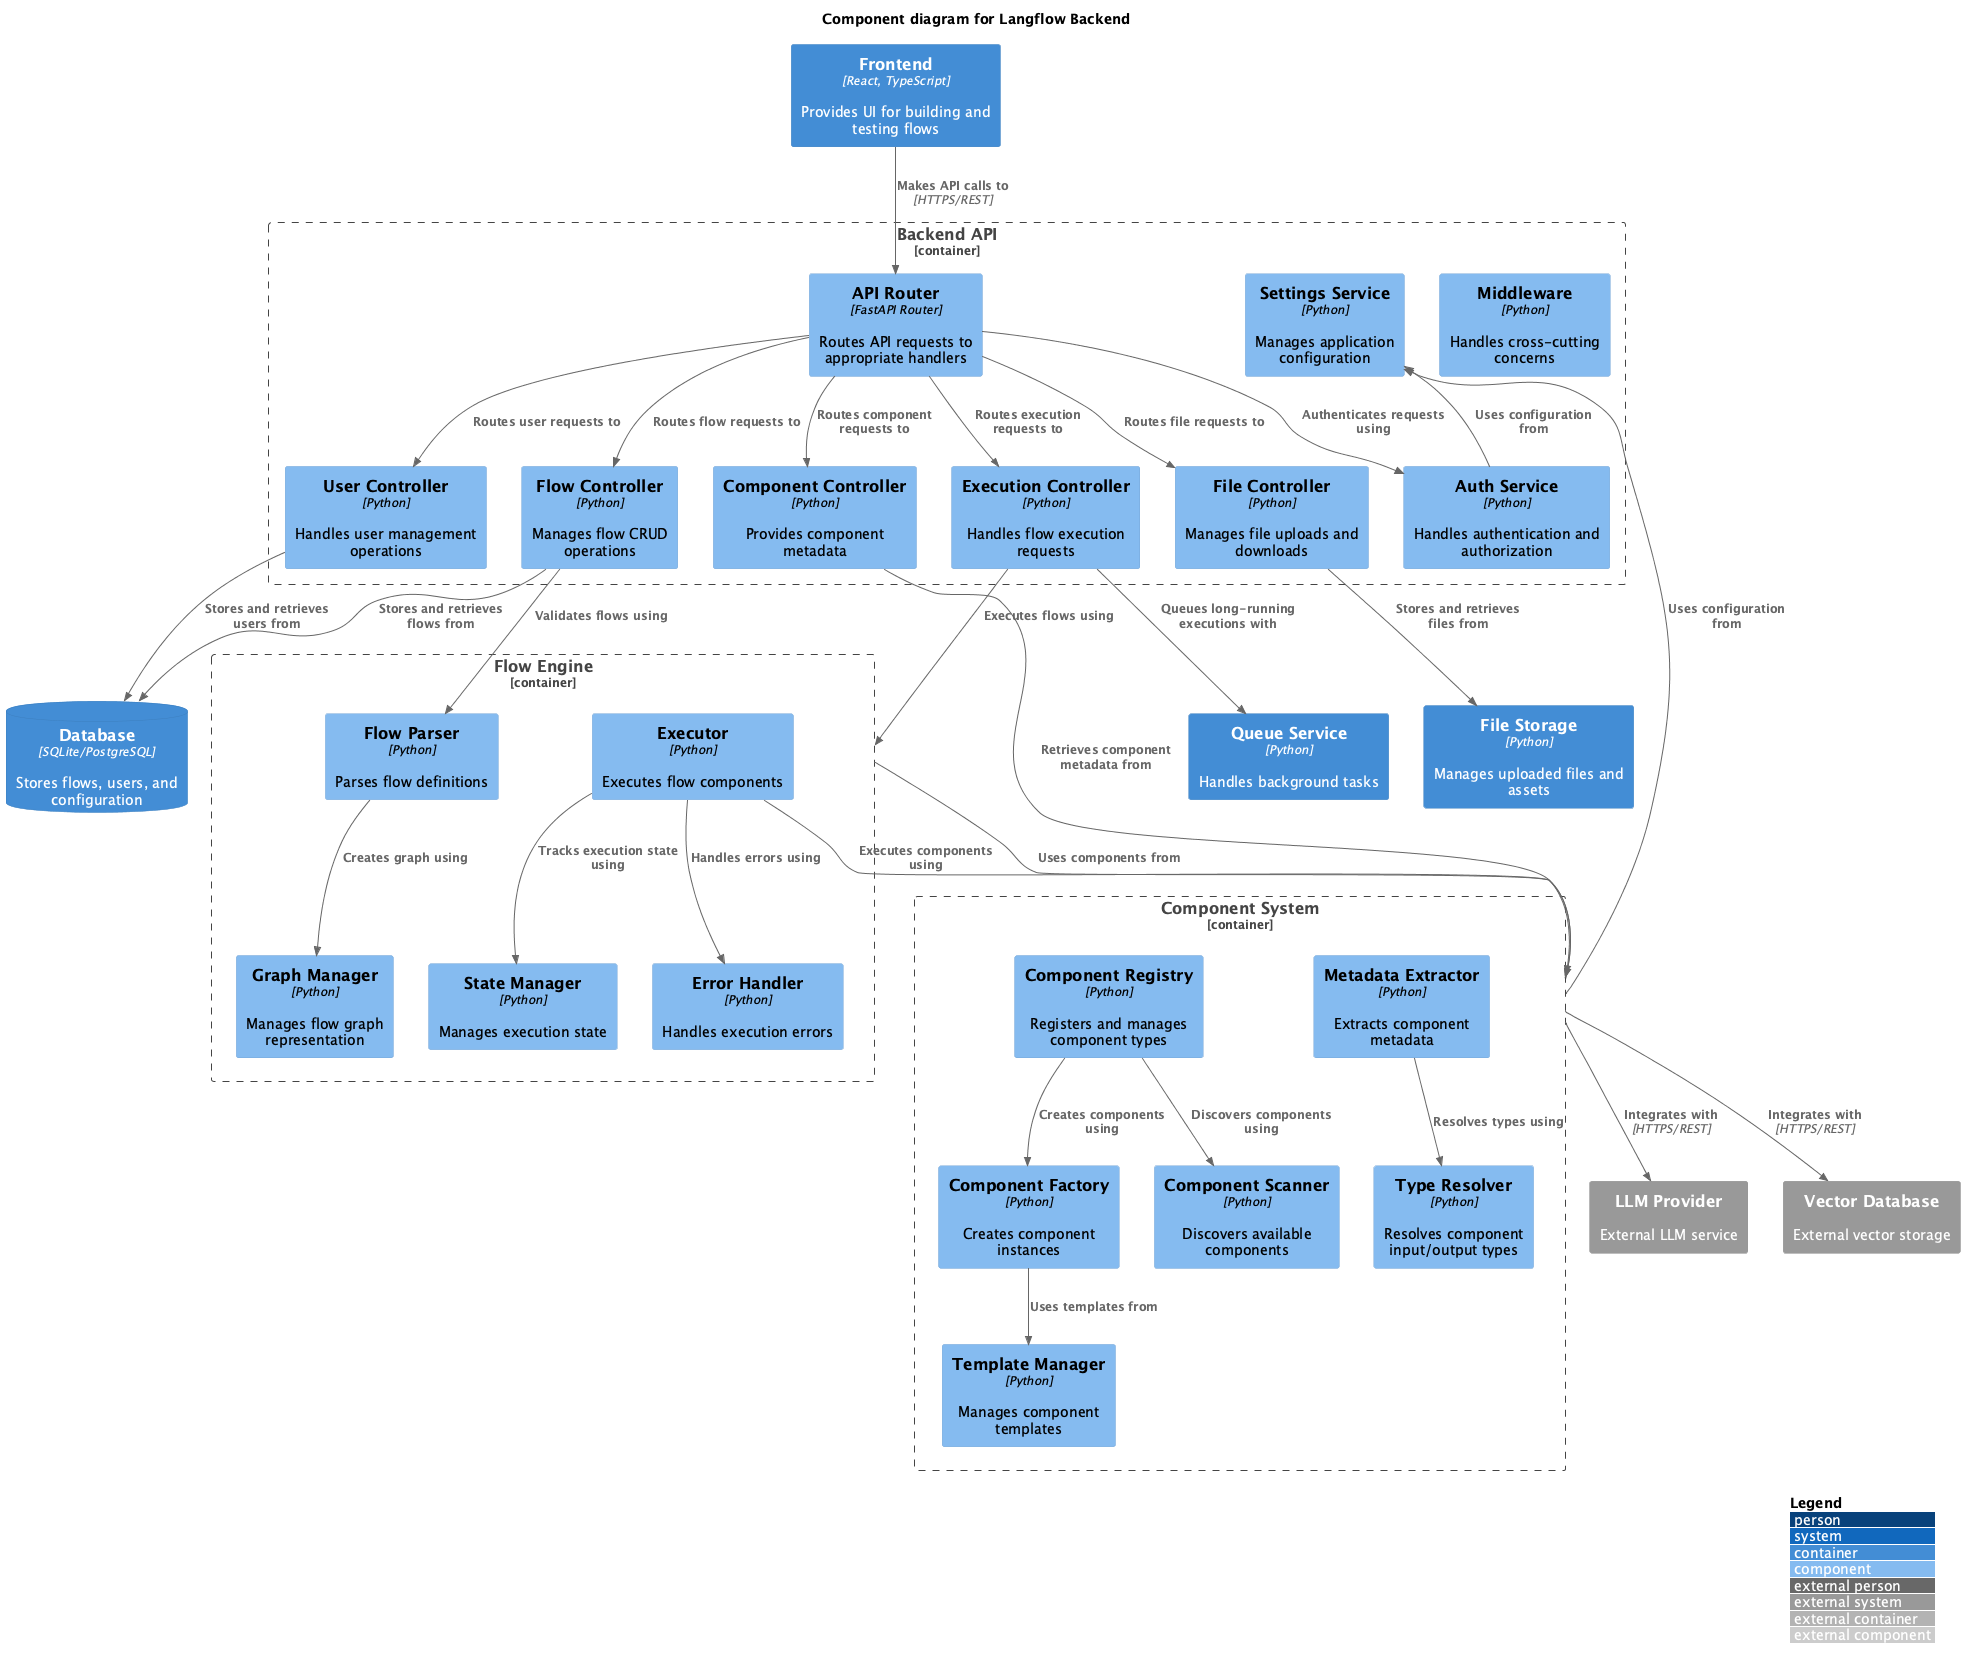 Component diagram for Langflow Backend
Frontend
[React, TypeScript]
Provides UI for building and
testing flows
Makes API calls to
[HTTPS/REST]
Backend API
[container]
API Router
[FastAPI Router]
Routes API requests to
appropriate handlers
Settings Service
[Python]
Manages application
configuration
Middleware
[Python]
Handles cross-cutting
concerns
Routes user requests to
Routes flow requests to
Routes component
requests to
Routes execution
requests to
Routes file requests to
Authenticates requests
using
Uses configuration
from
User Controller
[Python]
Handles user management
operations
Flow Controller
[Python]
Manages flow CRUD
operations
Component Controller
[Python]
Provides component
metadata
Execution Controller
[Python]
Handles flow execution
requests
File Controller
[Python]
Manages file uploads and
downloads
Auth Service
[Python]
Handles authentication and
authorization
Stores and retrieves
users from
Stores and retrieves
flows from
Validates flows using
Executes flows using
Queues long-running
executions with
Stores and retrieves
files from
Uses configuration
from
Flow Engine
[container]
Database
[SQLite/PostgreSQL]
Stores flows, users, and
configuration
Flow Parser
[Python]
Parses flow definitions
Executor
[Python]
Executes flow components
Retrieves component
metadata from
Queue Service
[Python]
Handles background tasks
File Storage
[Python]
Manages uploaded files and
assets
Creates graph using
Tracks execution state
using
Handles errors using
Executes components
using
Uses components from
Component System
[container]
Graph Manager
[Python]
Manages flow graph
representation
State Manager
[Python]
Manages execution state
Error Handler
[Python]
Handles execution errors
Component Registry
[Python]
Registers and manages
component types
Metadata Extractor
[Python]
Extracts component
metadata
Creates components
using
Discovers components
using
Resolves types using
Integrates with
[HTTPS/REST]
Integrates with
[HTTPS/REST]
Component Factory
[Python]
Creates component
instances
Component Scanner
[Python]
Discovers available
components
Type Resolver
[Python]
Resolves component
input/output types
LLM Provider
External LLM service
Vector Database
External vector storage
Uses templates from
Template Manager
[Python]
Manages component
templates
Legend
person
system
container
component
external person
external system
external container
external component